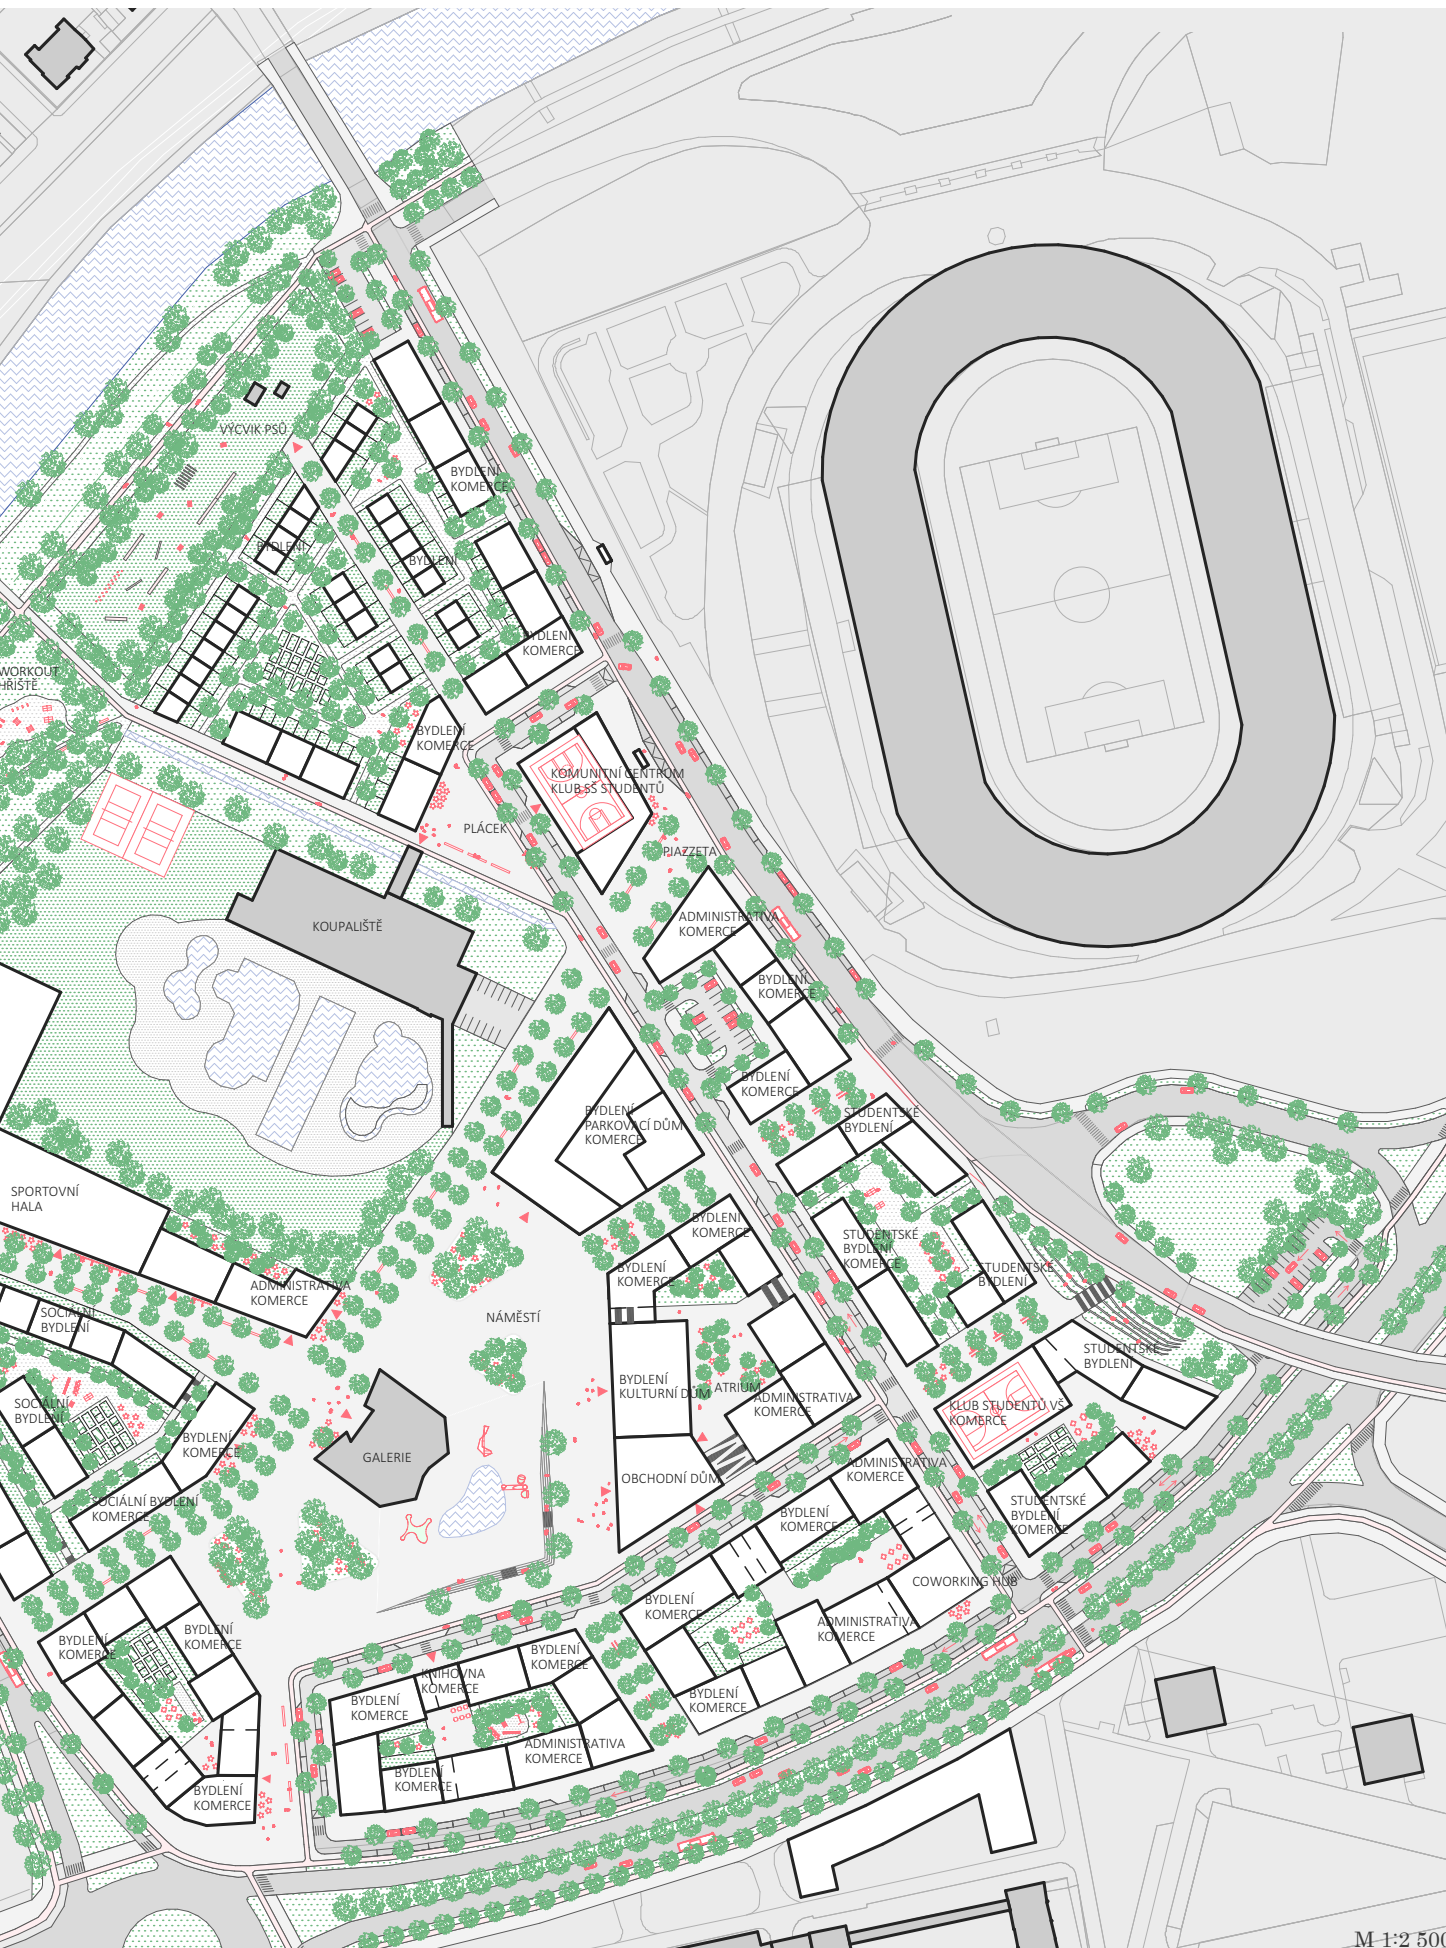 VÝCVIK PSŮ
BYDLENÍ
KOMERCE
BYDLENÍ
BYDLENÍ
BYDLENÍ
KOMERCE
WORKOUT
HŘIŠTĚ
BYDLENÍ
KOMERCE
KOMUNITNÍ CENTRUM
KLUB SŠ STUDENTŮ
PLÁCEK
PIAZZETA
ADMINISTRATIVA
KOMERCE
KOUPALIŠTĚ
BYDLENÍ
KOMERCE
BYDLENÍ
KOMERCE
BYDLENÍ
PARKOVACÍ DŮM
KOMERCE
STUDENTSKÉ
BYDLENÍ
SPORTOVNÍ
HALA
BYDLENÍ
KOMERCE
STUDENTSKÉ
BYDLENÍ
KOMERCE
BYDLENÍ
KOMERCE
STUDENTSKÉ
BYDLENÍ
ADMINISTRATIVA
KOMERCE
SOCIÁLNÍ
BYDLENÍ
NÁMĚSTÍ
STUDENTSKÉ
BYDLENÍ
BYDLENÍ
KULTURNÍ DŮM
ATRIUM
ADMINISTRATIVA
KOMERCE
KLUB STUDENTŮ VŠ
KOMERCE
SOCIÁLNÍ
BYDLENÍ
BYDLENÍ
KOMERCE
GALERIE
OBCHODNÍ DŮM
ADMINISTRATIVA
KOMERCE
SOCIÁLNÍ BYDLENÍ
KOMERCE
BYDLENÍ
KOMERCE
STUDENTSKÉ
BYDLENÍ
KOMERCE
COWORKING HUB
BYDLENÍ
KOMERCE
ADMINISTRATIVA
KOMERCE
BYDLENÍ
KOMERCE
BYDLENÍ
KOMERCE
BYDLENÍ
KOMERCE
KNIHOVNA
KOMERCE
BYDLENÍ
KOMERCE
BYDLENÍ
KOMERCE
ADMINISTRATIVA
KOMERCE
BYDLENÍ
KOMERCE
BYDLENÍ
KOMERCE
M 1:2 500